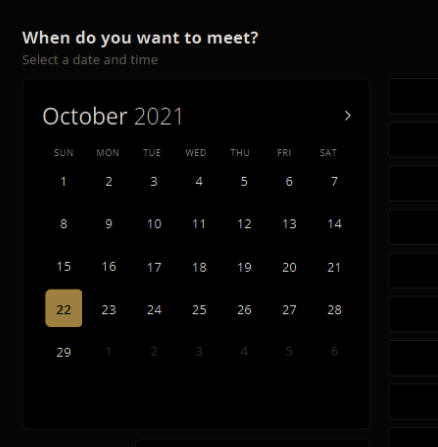 When do you want to meet?
Select a date and time
October 2021
SUN MON TUE WED THU FRI SAT
1 2 3 4 5 6 7
8 9 10 11 12 13 14
15 16 17 18 19 20 21
22 23 24 25 26 27 28
29 1 2 3 4 5 6